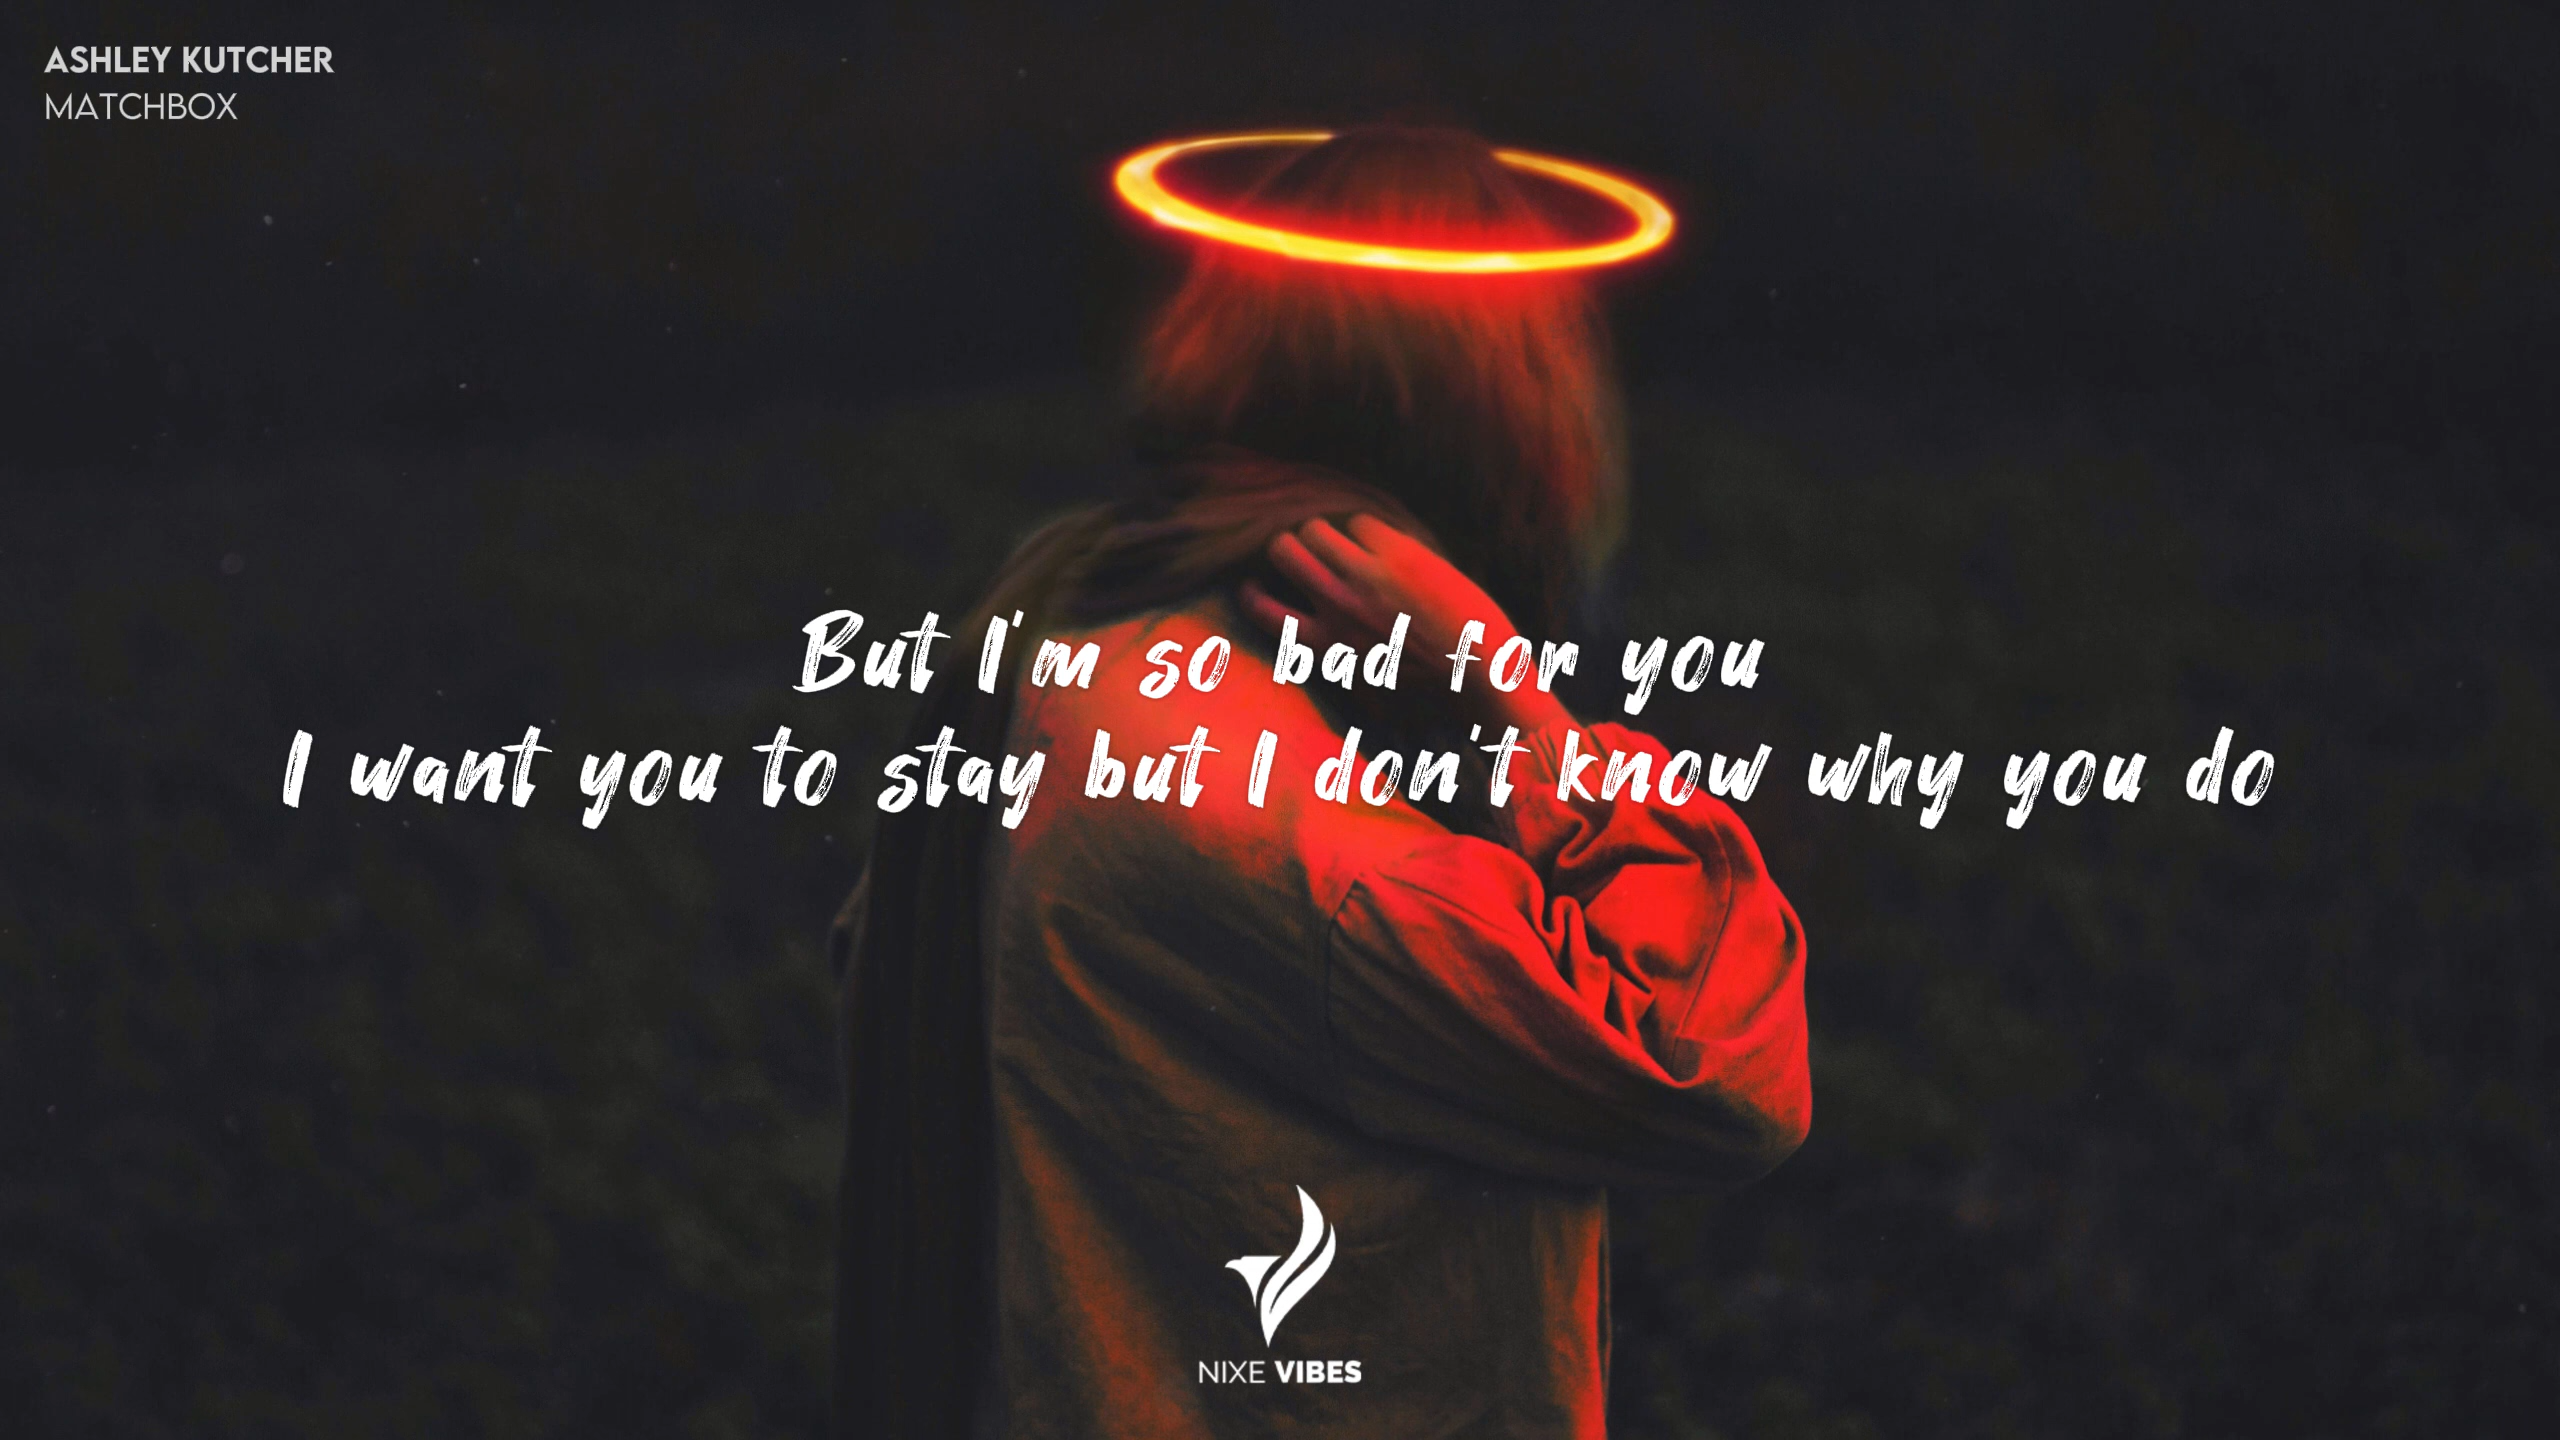 ASHLEY KUTCHER
MATCHBOX
But I'm so bad for you
I want you to stay but I don't know why you do
NIXE VIBES